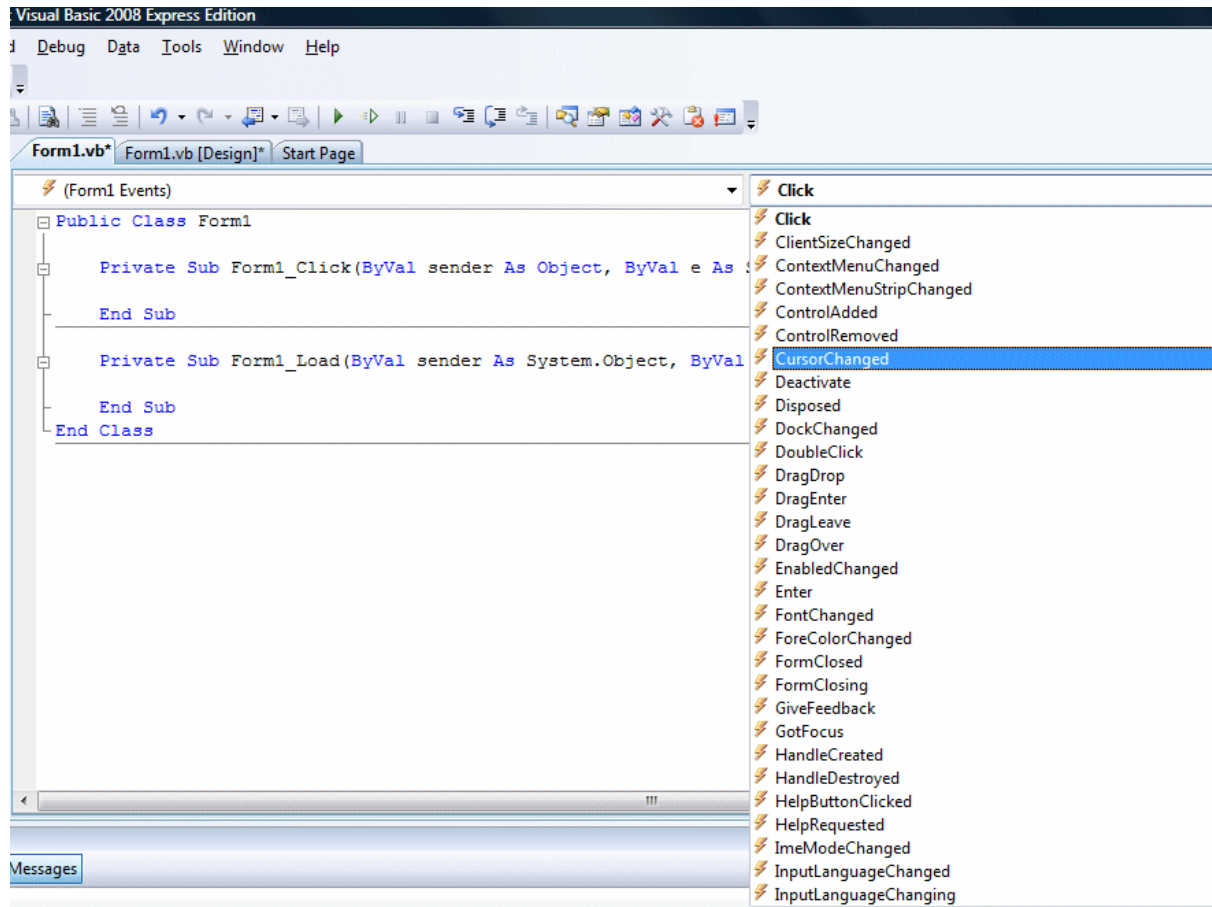 Visual Basic 2008 Express Edition
Debug Data Tools Window Help
Form1.vb* Form1.vb [Design]* Start Page
(Form1 Events) Click
Public Class Form1
Private Sub Form1_Click(ByVal sender As Object, ByVal e As
End Sub
Private Sub Form1_Load(ByVal sender As System.Object, ByVal
End Sub
End Class
Click
ClientSizeChanged
ContextMenuChanged
ContextMenuStripChanged
ControlAdded
ControlRemoved
CursorChanged
Deactivate
Disposed
DockChanged
DoubleClick
DragDrop
DragEnter
DragLeave
DragOver
EnabledChanged
Enter
FontChanged
ForeColorChanged
FormClosed
FormClosing
GiveFeedback
GotFocus
HandleCreated
HandleDestroyed
HelpButtonClicked
HelpRequested
ImeModeChanged
InputLanguageChanged
InputLanguageChanging
Messages